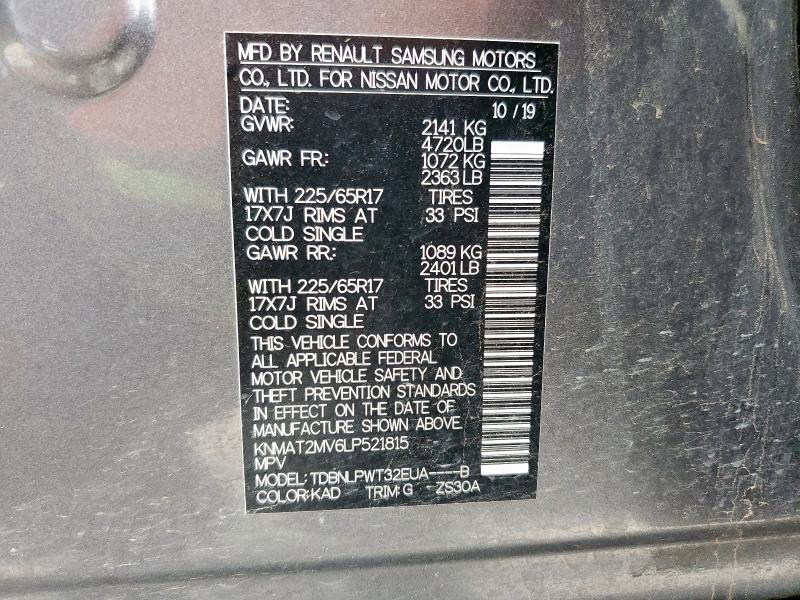 MFD BY RENAULT SAMSUNG MOTORS
CO., LTD. FOR NISSAN MOTOR CO., LTD.
DATE: 10 / 19
GVWR: 2141 KG
4720LB
GAWR FR: 1072 KG
2363 LB
WITH 225/65R17 TIRES
17X7J RIMS AT 33 PSI
COLD SINGLE
GAWR RR: 1089 KG
2401 LB
WITH 225/65R17 TIRES
17X7J RIMS AT 33 PSI
COLD SINGLE
THIS VEHICLE CONFORMS TO
ALL APPLICABLE FEDERAL
MOTOR VEHICLE SAFETY AND
THEFT PREVENTION STANDARDS
IN EFFECT ON THE DATE OF
MANUFACTURE SHOWN ABOVE.
KNMAT2MV6LP521815
MPV
MODEL: TDBNLPWT32EUA----B
COLOR: KAD TRIM: G ZS30A